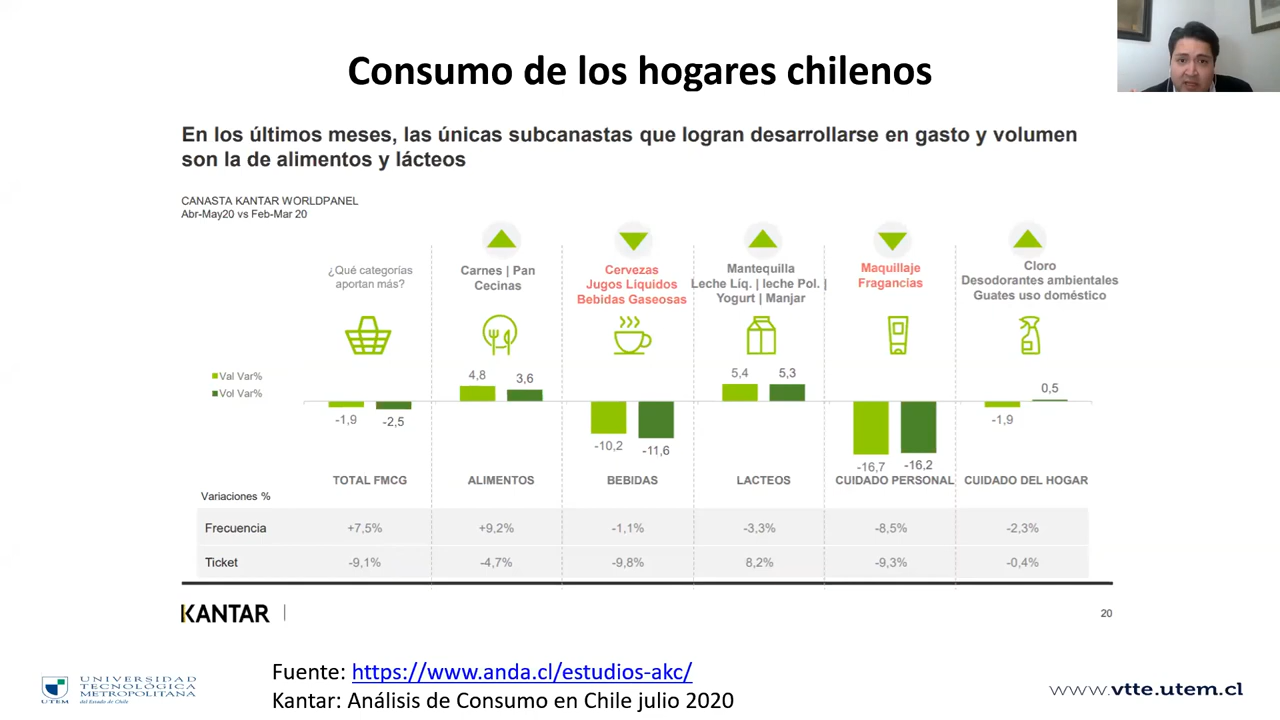 Consumo de los hogares chilenos
En los últimos meses, las únicas subcanastas que logran desarrollarse en gasto y volumen
son la de alimentos y lácteos
CANASTA KANTAR WORLDPANEL
Abr-May20 vs Feb-Mar 20
¿Qué categorías
aportan más?
Carnes | Pan
Cecinas
Cervezas
Jugos Líquidos
Bebidas Gaseosas
Mantequilla
Leche Líq. | leche Pol. |
Yogurt | Manjar
Maquillaje
Fragancias
Cloro
Desodorantes ambientales
Guates uso doméstico
Val Var%
Vol Var%
-1,9
-2,5
4,8
3,6
-10,2
-11,6
5,4
5,3
-16,7
-16,2
-1,9
0,5
TOTAL FMCG
ALIMENTOS
BEBIDAS
LACTEOS
CUIDADO PERSONAL
CUIDADO DEL HOGAR
Variaciones %
Frecuencia +7,5% +9,2% -1,1% -3,3% -8,5% -2,3%
Ticket -9,1% -4,7% -9,8% 8,2% -9,3% -0,4%
KANTAR
20
Fuente: https://www.anda.cl/estudios-akc/
Kantar: Análisis de Consumo en Chile julio 2020
UTEM
UNIVERSIDAD
TECNOLÓGICA
METROPOLITANA
del Estado de Chile
www.vtte.utem.cl